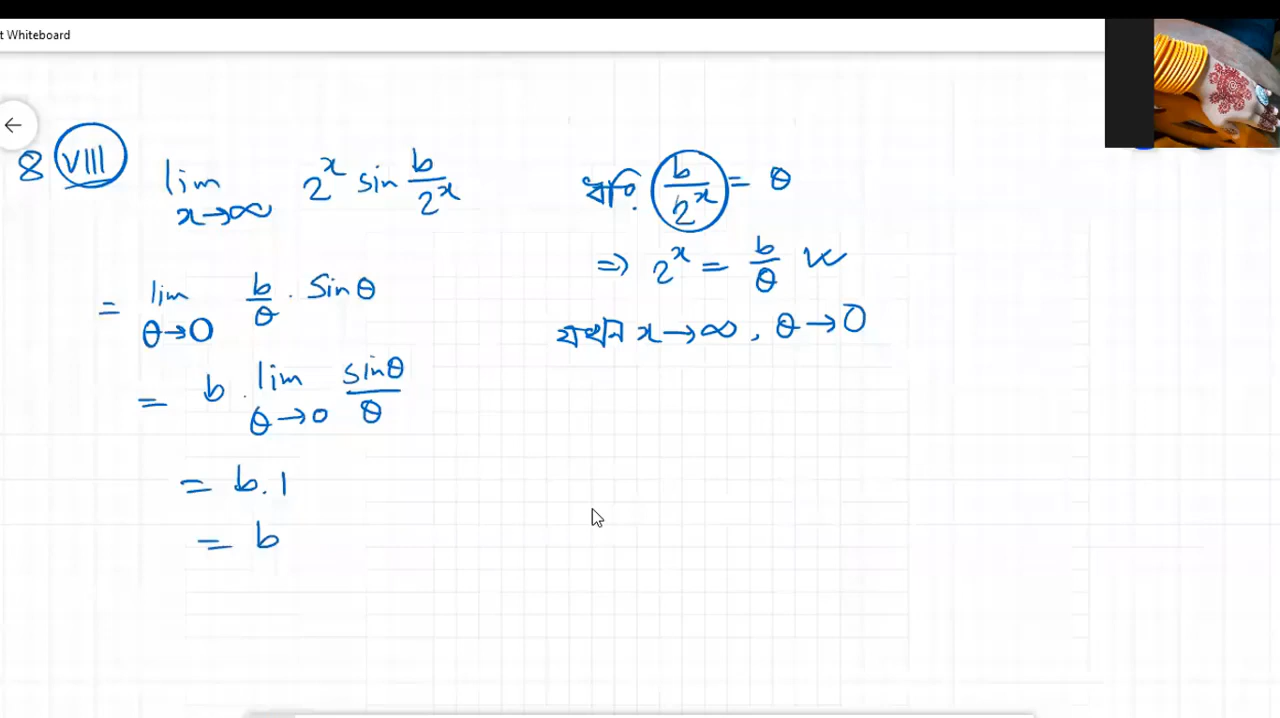 t Whiteboard
8 (viii) lim x→∞ 2^x sin b/2^x
= lim θ→0 b/θ · sinθ
= b · lim θ→0 sinθ/θ
= b.1
= b
ধরি, b/2^x = θ
⇒ 2^x = b/θ
যখন x→∞, θ→0